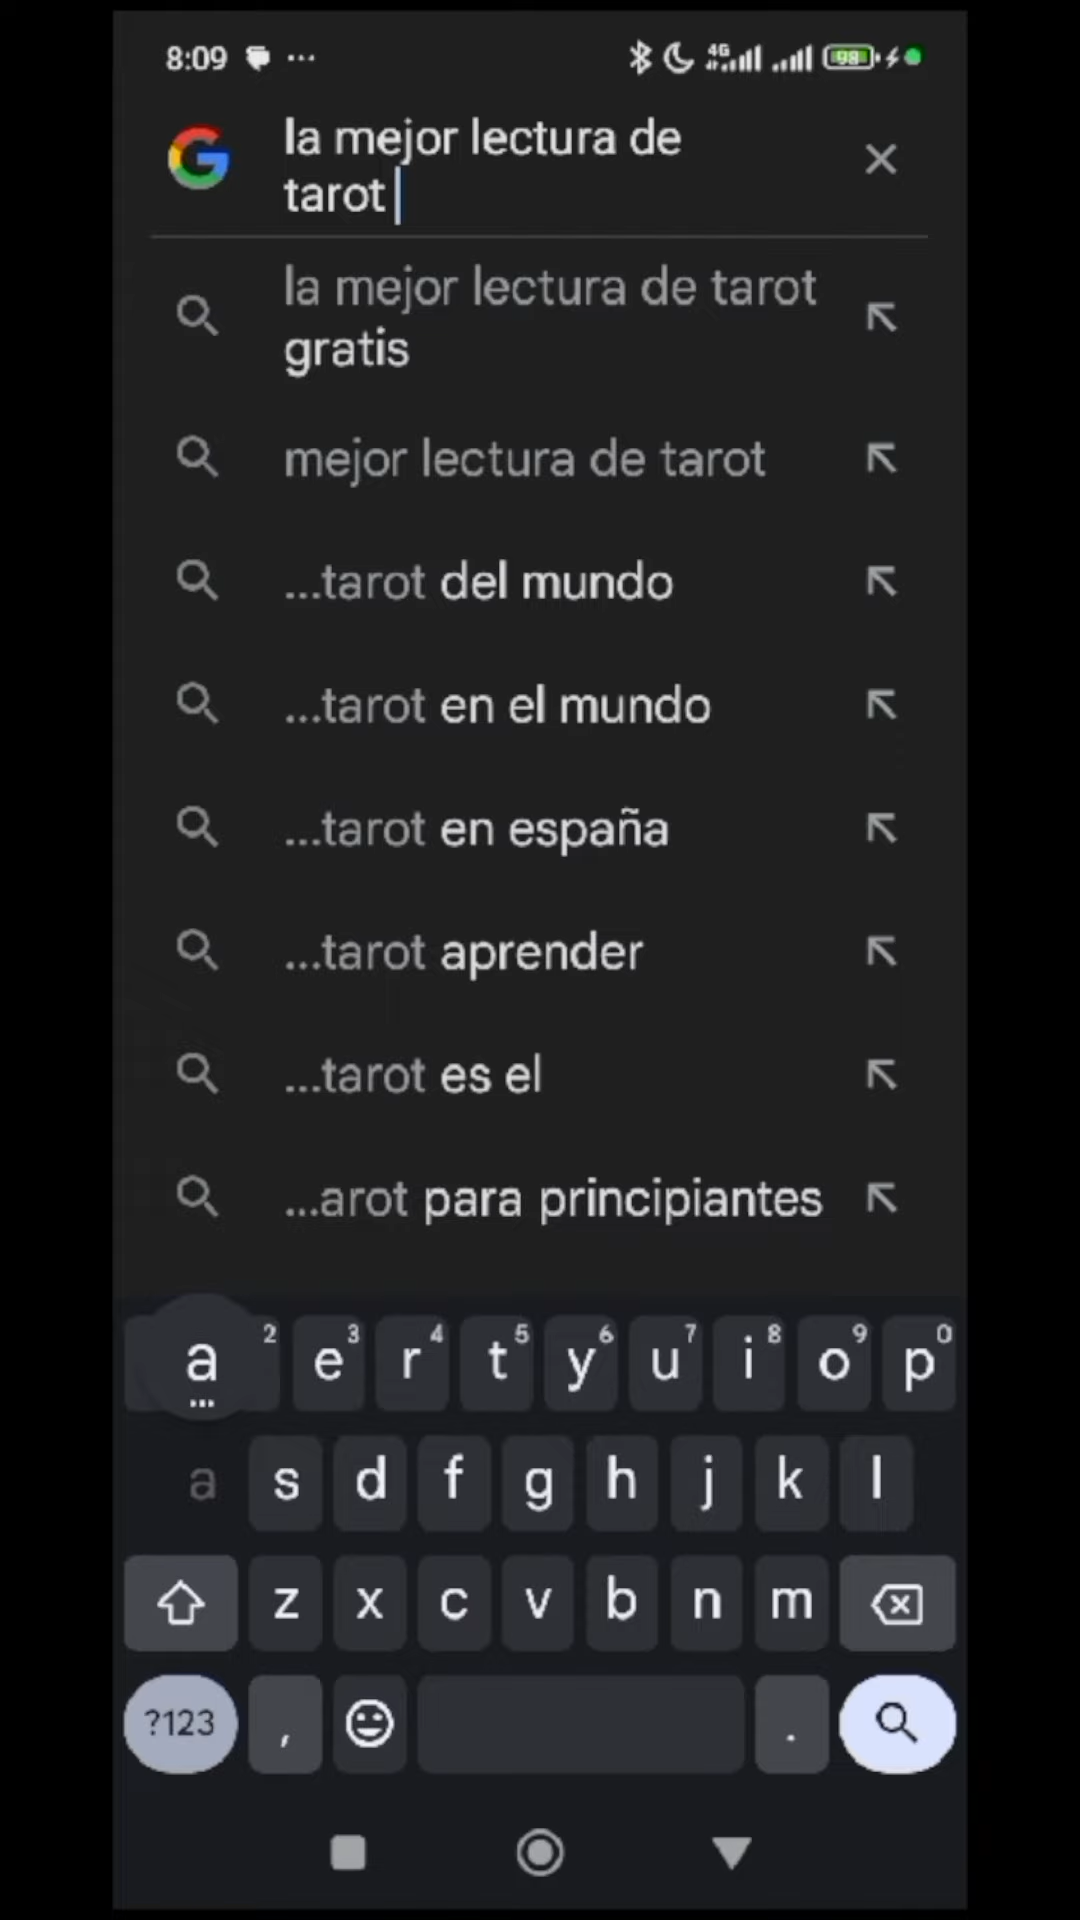 8:09 ... 4G 98
la mejor lectura de
tarot
la mejor lectura de tarot
gratis
mejor lectura de tarot
...tarot del mundo
...tarot en el mundo
...tarot en españa
...tarot aprender
...tarot es el
...arot para principiantes
a ... 2 e 3 r 4 t 5 y 6 u 7 i 8 o 9 p 0
a s d f g h j k l
z x c v b n m
?123 , .